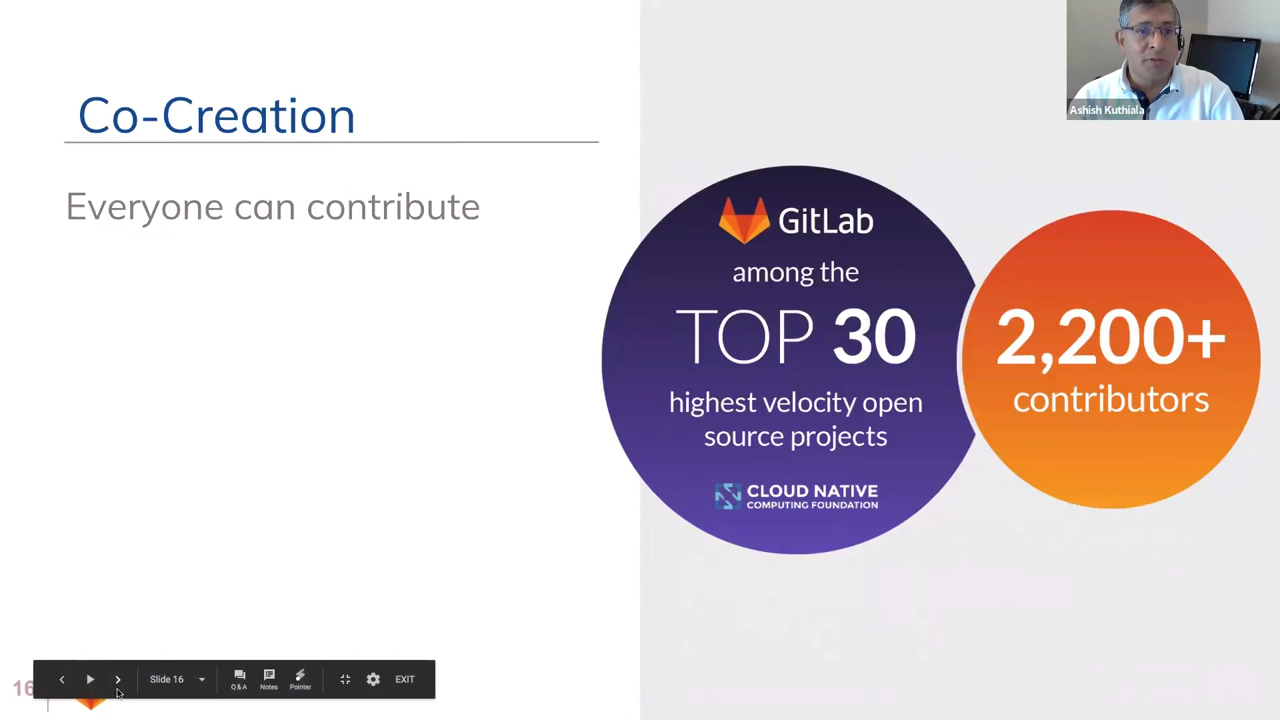 Co-Creation
Everyone can contribute
GitLab
among the
TOP 30
highest velocity open
source projects
CLOUD NATIVE
COMPUTING FOUNDATION
2,200+
contributors
Ashish Kuthiala
16
Slide 16
Q & A
Notes
Pointer
EXIT